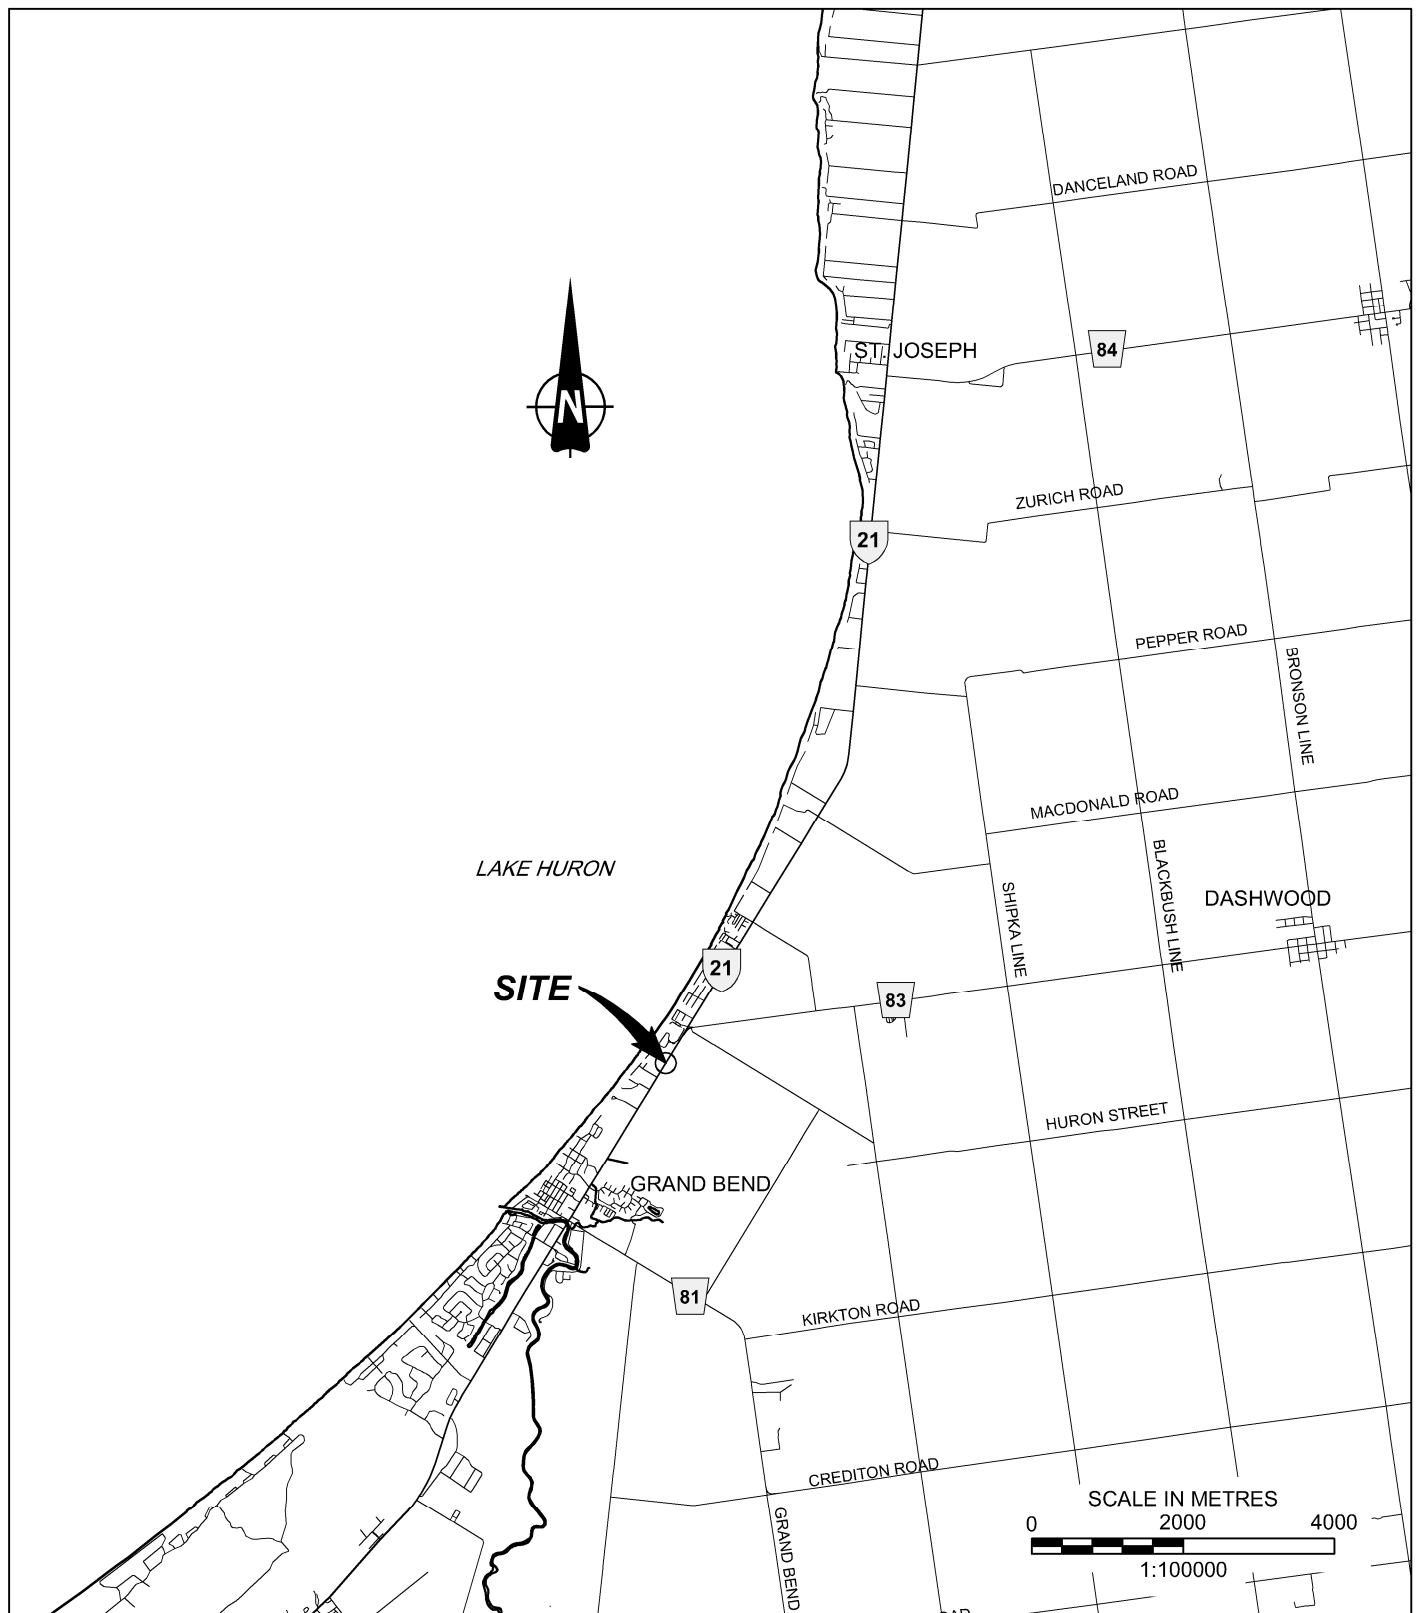 DANCELAND ROAD
84
ST. JOSEPH
N
ZURICH ROAD
21
PEPPER ROAD
BRONSON LINE
MACDONALD ROAD
LAKE HURON
BLACKBUSH LINE
SHIPKA LINE
DASHWOOD
21
SITE
83
HURON STREET
GRAND BEND
81
KIRKTON ROAD
CREDITON ROAD
GRAND BEND
SCALE IN METRES
0 2000 4000
1:100000